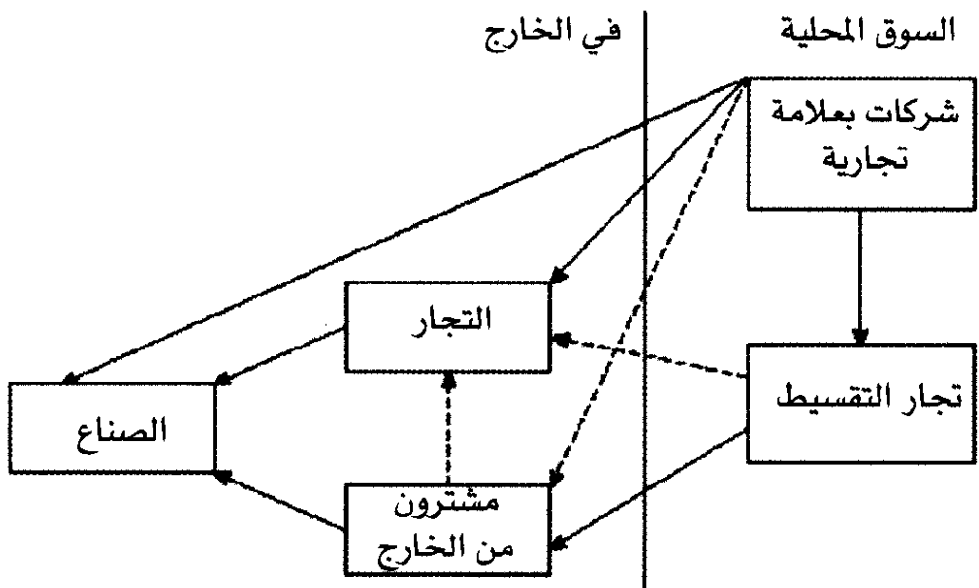 السوق المحلية
في الخارج
شركات بعلامة
تجارية
التجار
تجار التقسيط
الصناع
مشترون
من الخارج